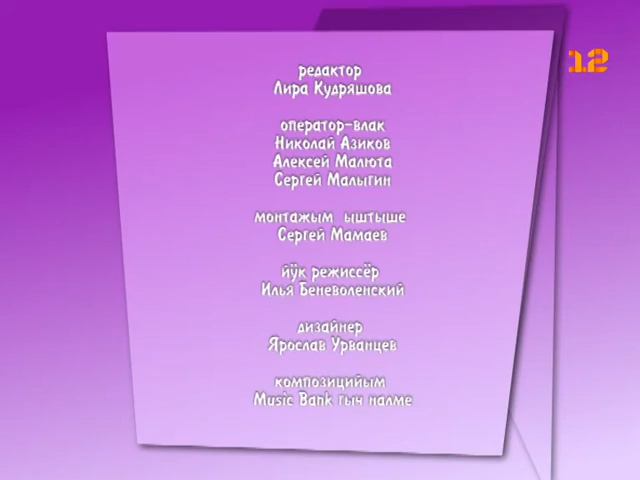 12
редактор
Лира Кудряшова
оператор-влак
Николай Азиков
Алексей Малюта
Сергей Малыгин
монтажым ыштыше
Сергей Мамаев
йӱк режиссёр
Илья Беневоленский
дизайнер
Ярослав Урванцев
композицийым
Music Bank гыч налме